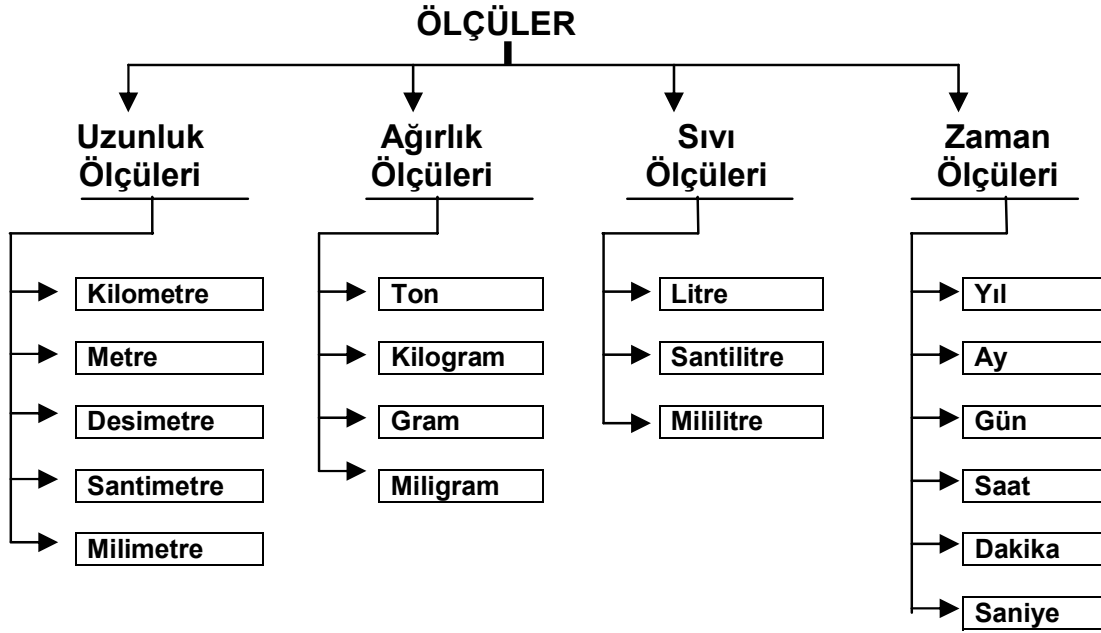 ÖLÇÜLER
Uzunluk
Ölçüleri
Kilometre
Metre
Desimetre
Santimetre
Milimetre
Ağırlık
Ölçüleri
Ton
Kilogram
Gram
Miligram
Sıvı
Ölçüleri
Litre
Santilitre
Mililitre
Zaman
Ölçüleri
Yıl
Ay
Gün
Saat
Dakika
Saniye